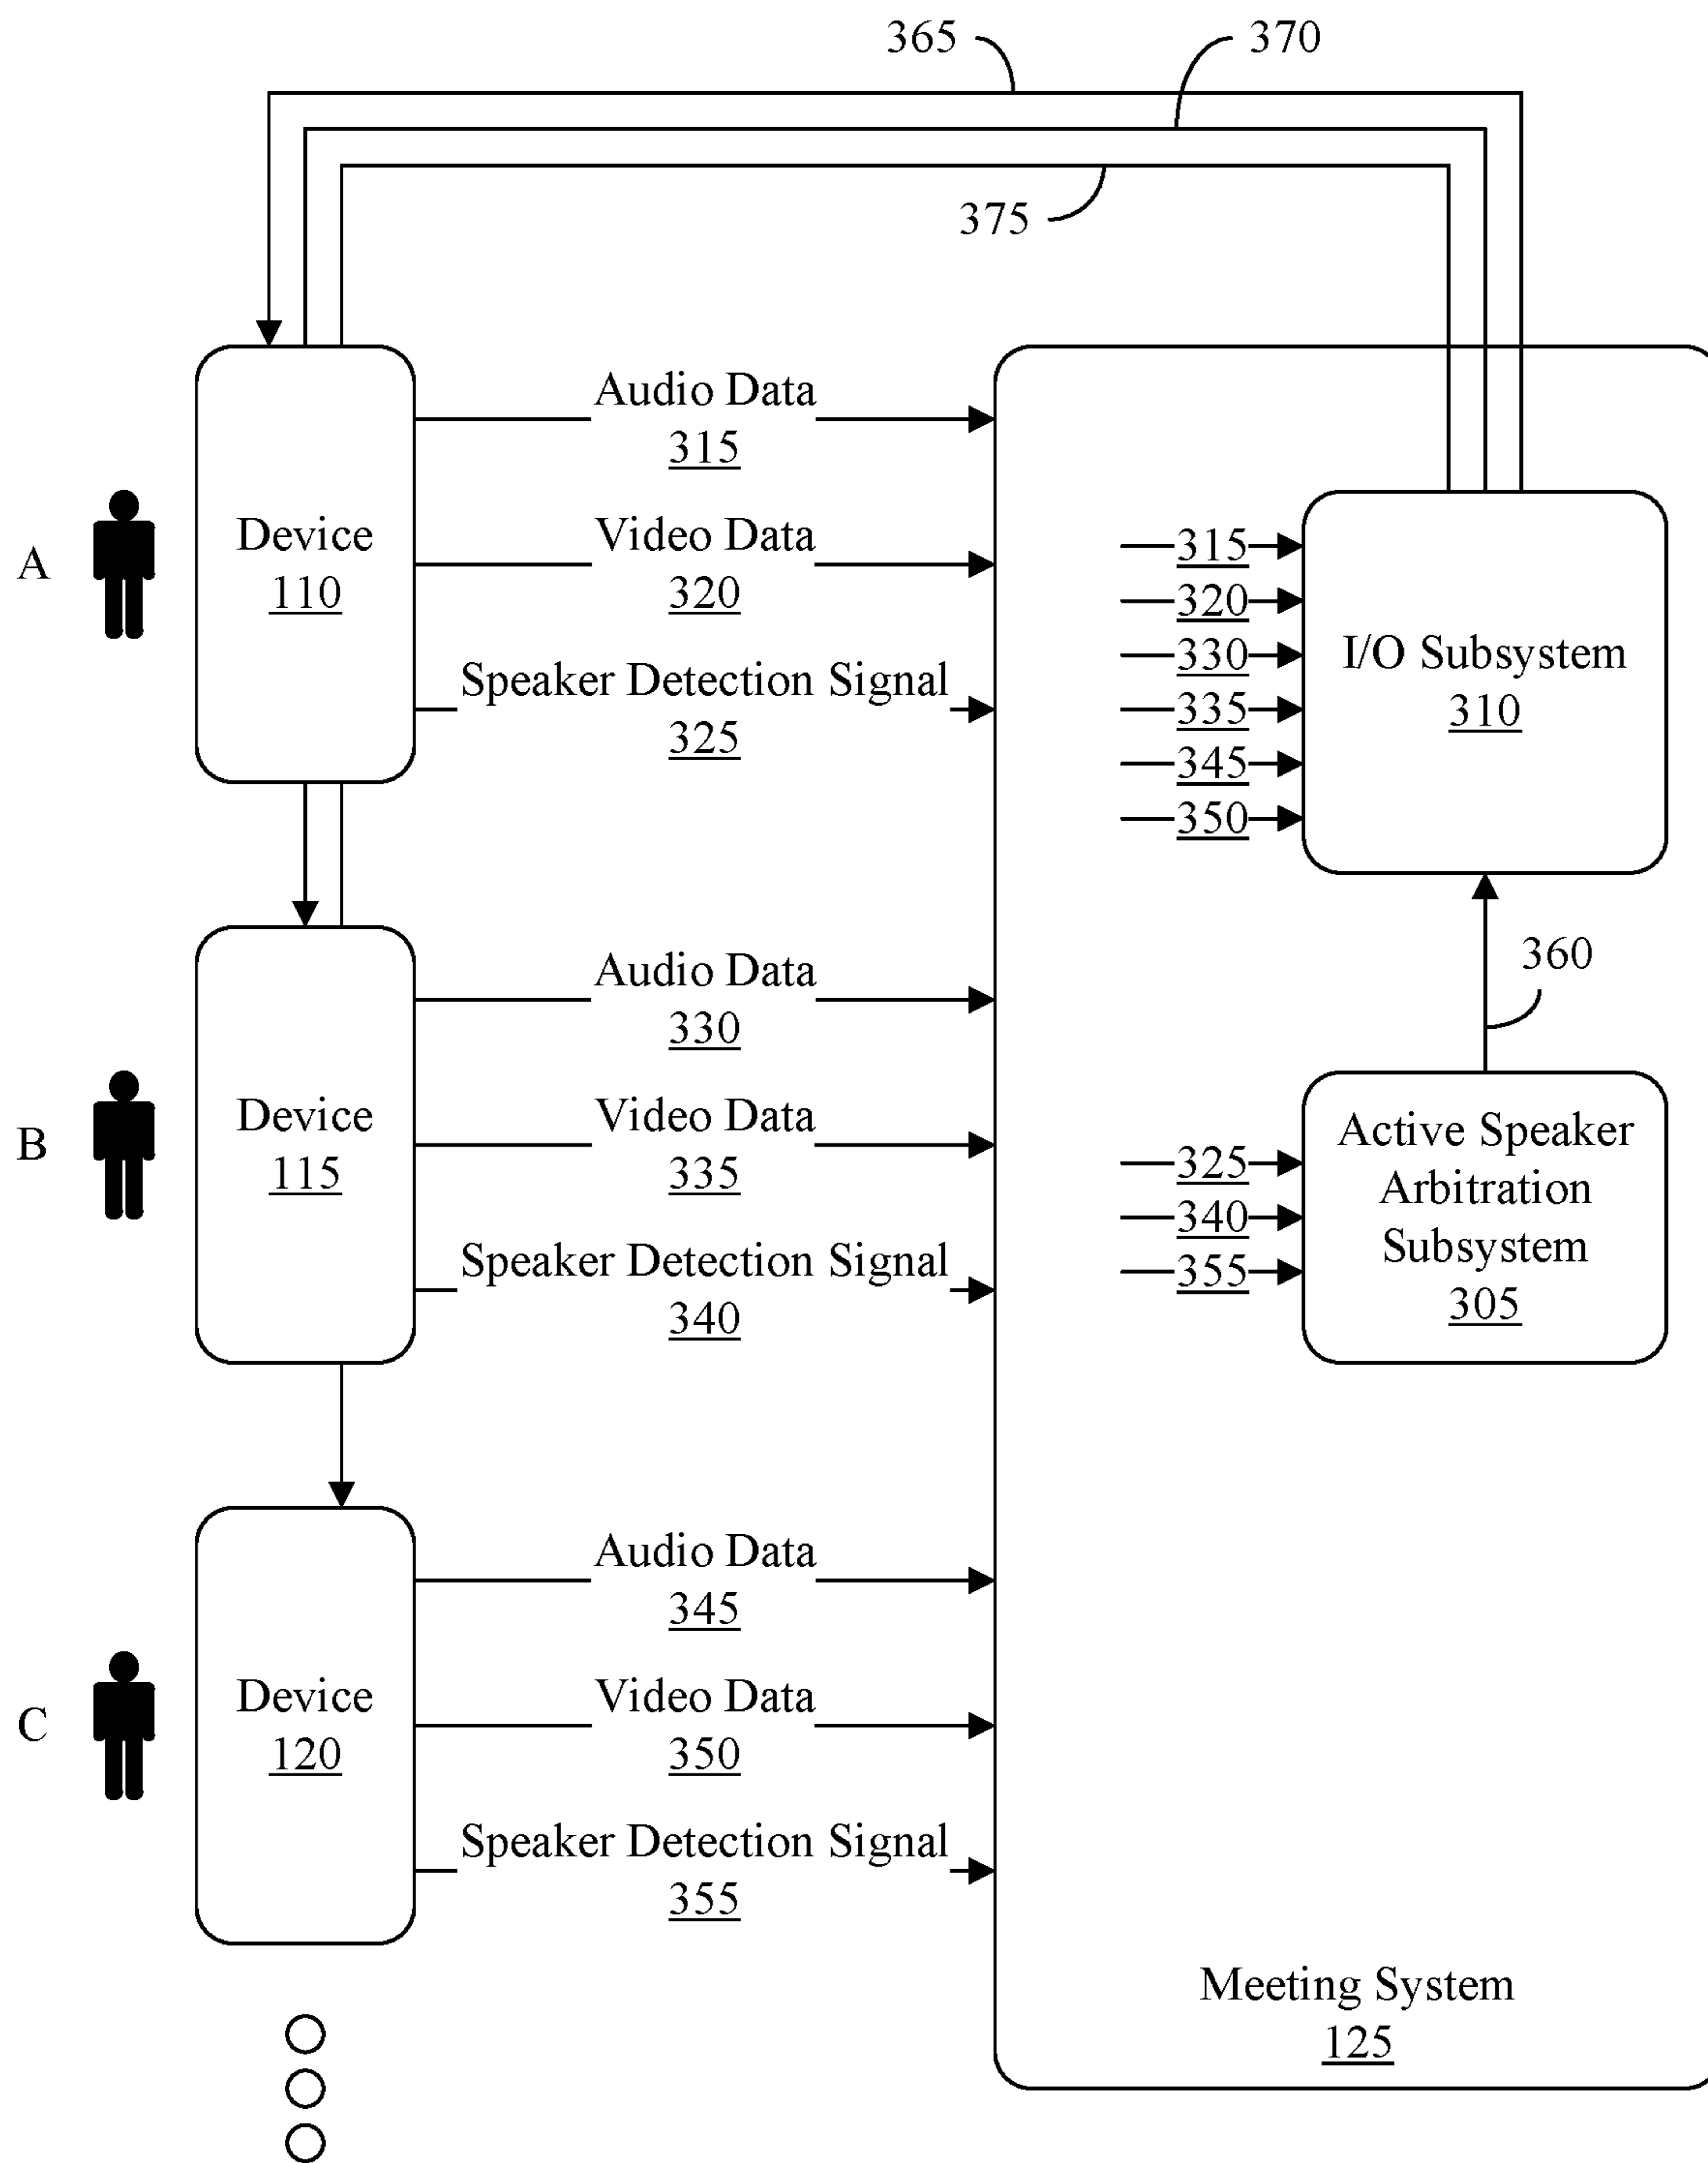 365
370
375
Audio Data
315
A
Device
110
Video Data
320
Speaker Detection Signal
325
315
320
330
335
345
350
I/O Subsystem
310
360
Audio Data
330
B
Device
115
Video Data
335
Speaker Detection Signal
340
325
340
355
Active Speaker
Arbitration
Subsystem
305
Audio Data
345
C
Device
120
Video Data
350
Speaker Detection Signal
355
Meeting System
125